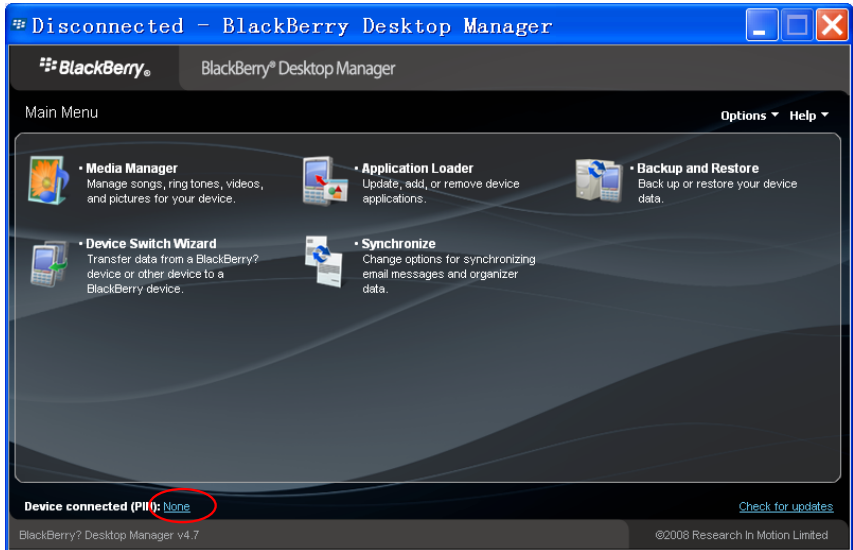 Disconnected - BlackBerry Desktop Manager
BlackBerry® BlackBerry® Desktop Manager
Main Menu
Options Help
Media Manager
Manage songs, ring tones, videos,
and pictures for your device.
Application Loader
Update, add, or remove device
applications.
Backup and Restore
Back up or restore your device
data.
Device Switch Wizard
Transfer data from a BlackBerry?
device or other device to a
BlackBerry device.
Synchronize
Change options for synchronizing
email messages and organizer
data.
Device connected (PIN): None
Check for updates
BlackBerry? Desktop Manager v4.7
©2008 Research In Motion Limited